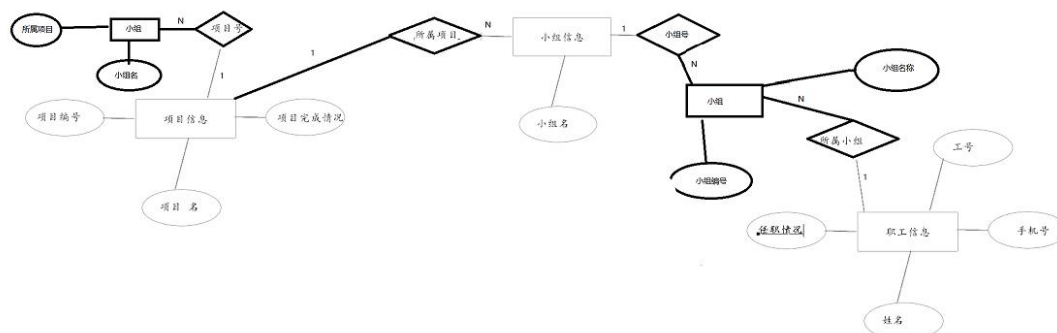 所属项目
小组
N
项目号
小组名
1
1
所属项目
N
小组信息
1
小组号
N
小组名
小组
小组名称
N
小组编号
所属小组
1
项目编号
项目信息
项目完成情况
项目 名
工号
任职情况
职工信息
手机号
姓名